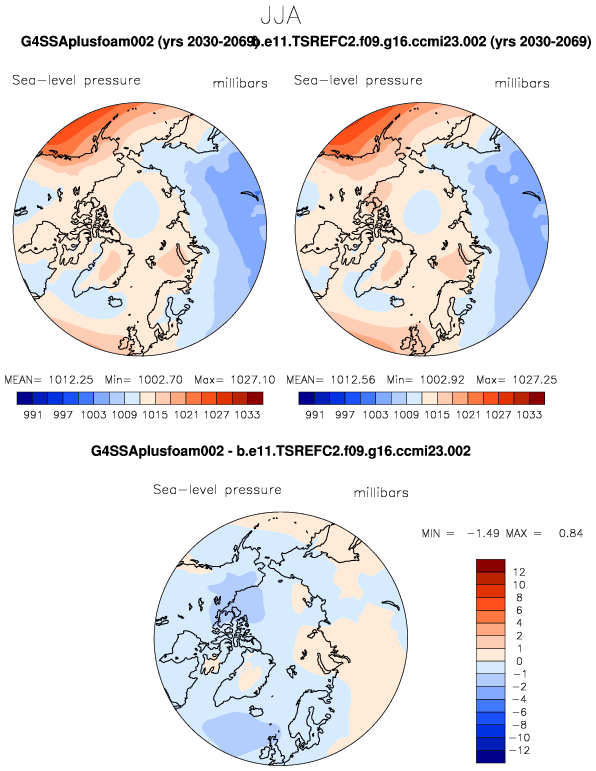 JJA
G4SSAplusfoam002 (yrs 2030-2069) b.e11.TSREFC2.f09.g16.ccmi23.002 (yrs 2030-2069)
Sea-level pressure millibars Sea-level pressure millibars
MEAN= 1012.25 Min= 1002.70 Max= 1027.10 MEAN= 1012.56 Min= 1002.92 Max= 1027.25
991 997 1003 1009 1015 1021 1027 1033 991 997 1003 1009 1015 1021 1027 1033
G4SSAplusfoam002 - b.e11.TSREFC2.f09.g16.ccmi23.002
Sea-level pressure millibars
MIN = -1.49 MAX = 0.84
12
10
8
6
4
2
1
0
-1
-2
-4
-6
-8
-10
-12